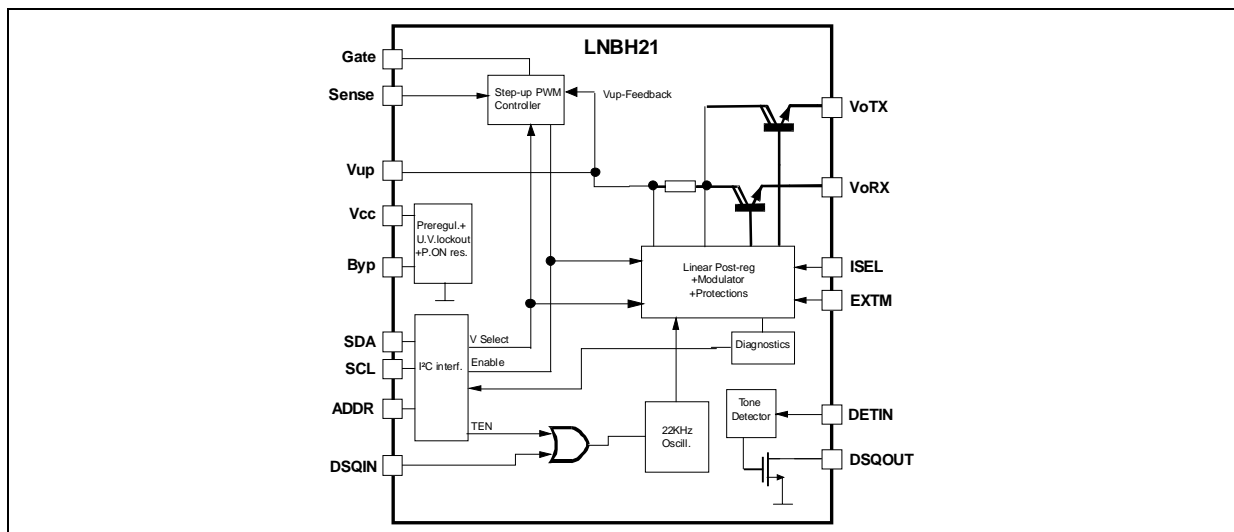 LNBH21
Gate
Sense
Vup
Vcc
Byp
SDA
SCL
ADDR
DSQIN
Step-up PWM
Controller
Vup-Feedback
Preregul.+
U.V.lockout
+P.ON res.
I²C interf.
V Select
Enable
TEN
Linear Post-reg
+Modulator
+Protections
Diagnostics
22KHz
Oscill.
Tone
Detector
VoTX
VoRX
ISEL
EXTM
DETIN
DSQOUT